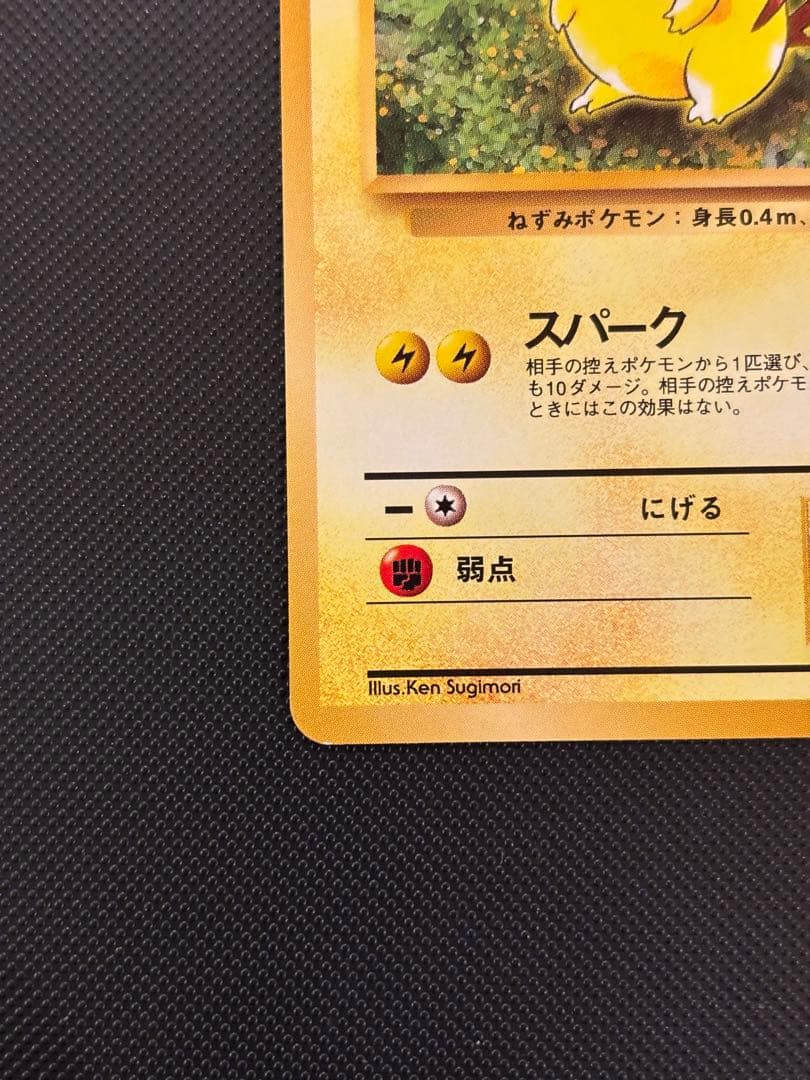 ねずみポケモン：身長0.4m、
スパーク
相手の控えポケモンから1匹選び、
も10ダメージ。相手の控えポケモ
ときにはこの効果はない。
にげる
弱点
Illus.Ken Sugimori